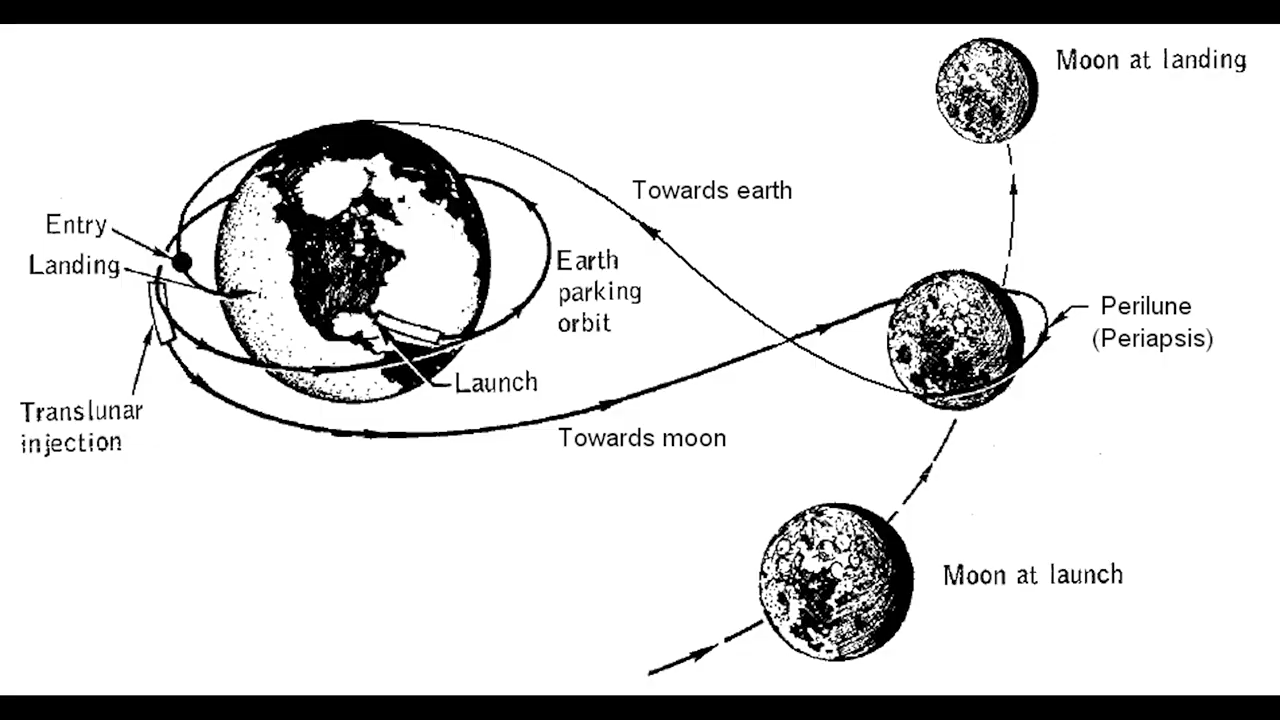 Moon at landing
Towards earth
Entry
Landing
Earth
parking
orbit
Perilune
(Periapsis)
Launch
Translunar
injection
Towards moon
Moon at launch